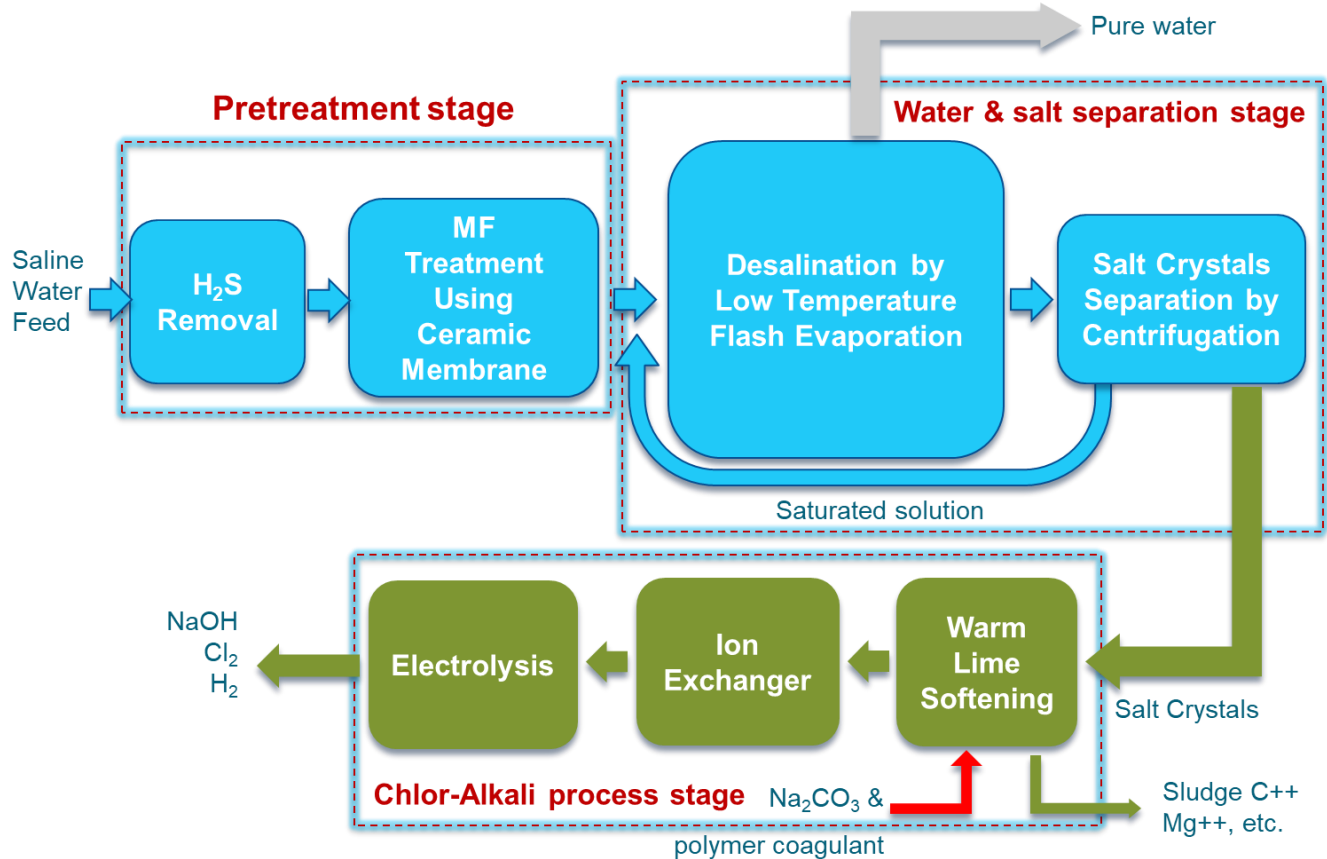 Pure water
Pretreatment stage
Water & salt separation stage
Saline
Water
Feed
H₂S
Removal
MF
Treatment
Using
Ceramic
Membrane
Desalination by
Low Temperature
Flash Evaporation
Salt Crystals
Separation by
Centrifugation
Saturated solution
NaOH
Cl₂
H₂
Electrolysis
Ion
Exchanger
Warm
Lime
Softening
Salt Crystals
Chlor-Alkali process stage
Na₂CO₃ &
polymer coagulant
Sludge C++
Mg++, etc.